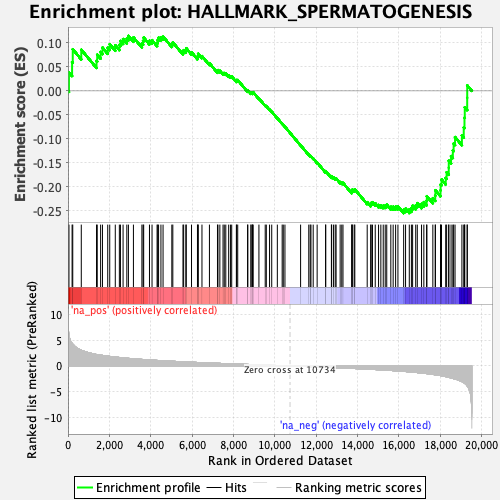 Enrichment plot: HALLMARK_SPERMATOGENESIS
Enrichment score (ES)
0.10
0.05
0.00
-0.05
-0.10
-0.15
-0.20
-0.25
'na_pos' (positively correlated)
Ranked list metric (PreRanked)
10
5
0
-5
-10
Zero cross at 10734
'na_neg' (negatively correlated)
0
2,000
4,000
6,000
8,000
10,000
12,000
14,000
16,000
18,000
20,000
Rank in Ordered Dataset
Enrichment profile
Hits
Ranking metric scores